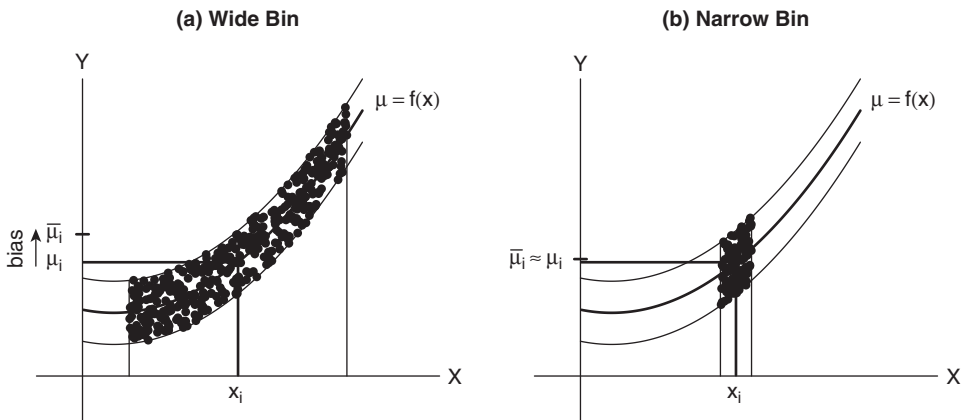 (a) Wide Bin
Y
μ = f(x)
bias
μ̅i
μi
xi
X
(b) Narrow Bin
Y
μ = f(x)
μ̅i ≈ μi
xi
X